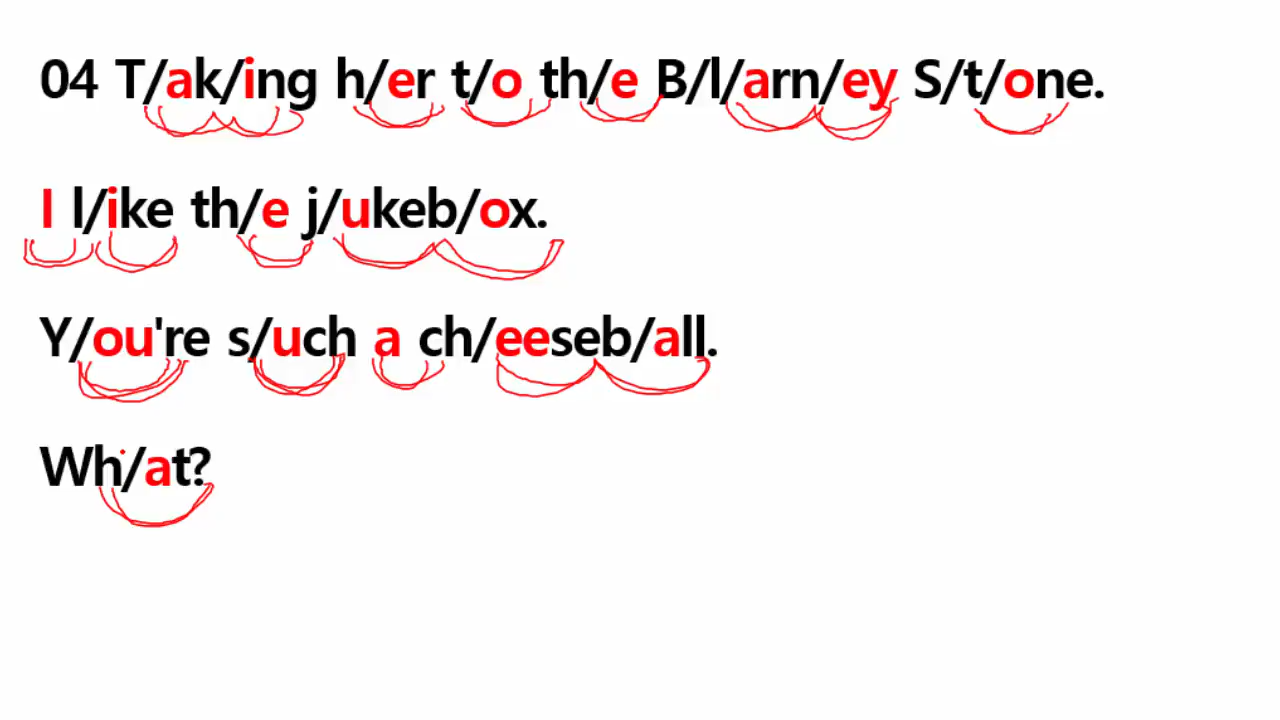 04 T/ak/ing h/er t/o th/e B/l/arn/ey S/t/one.
I l/ike th/e j/ukeb/ox.
Y/ou're s/uch a ch/eeseb/all.
Wh/at?